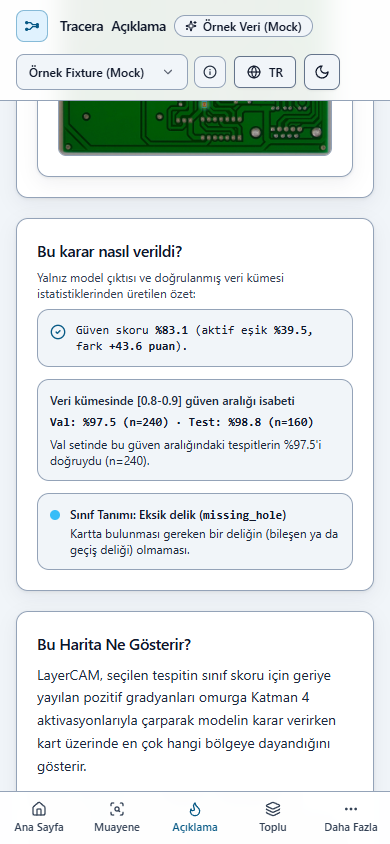 Tracera Açıklama Örnek Veri (Mock)
Örnek Fixture (Mock) TR
Bu karar nasıl verildi?
Yalnız model çıktısı ve doğrulanmış veri kümesi
istatistiklerinden üretilen özet:
Güven skoru %83.1 (aktif eşik %39.5,
fark +43.6 puan).
Veri kümesinde [0.8-0.9] güven aralığı isabeti
Val: %97.5 (n=240) · Test: %98.8 (n=160)
Val setinde bu güven aralığındaki tespitlerin %97.5'i
doğruydu (n=240).
Sınıf Tanımı: Eksik delik (missing_hole)
Kartta bulunması gereken bir deliğin (bileşen ya da
geçiş deliği) olmaması.
Bu Harita Ne Gösterir?
LayerCAM, seçilen tespitin sınıf skoru için geriye
yayılan pozitif gradyanları omurga Katman 4
aktivasyonlarıyla çarparak modelin karar verirken
kart üzerinde en çok hangi bölgeye dayandığını
gösterir.
Ana Sayfa Muayene Açıklama Toplu Daha Fazla